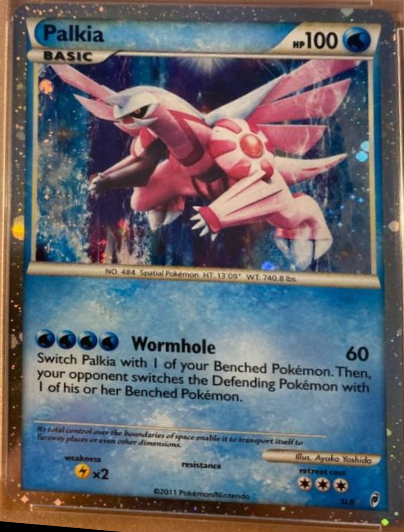 Palkia
HP100
BASIC
NO. 484 Spatial Pokémon HT: 13'09" WT: 740.8 lbs.
Wormhole 60
Switch Palkia with 1 of your Benched Pokémon. Then,
your opponent switches the Defending Pokémon with
1 of his or her Benched Pokémon.
Its total control over the boundaries of space enable it to transport itself to
faraway places or even other dimensions.
Illus. Ayaka Yoshida
weakness
×2
resistance
retreat cost
©2011 Pokémon/Nintendo
SL8